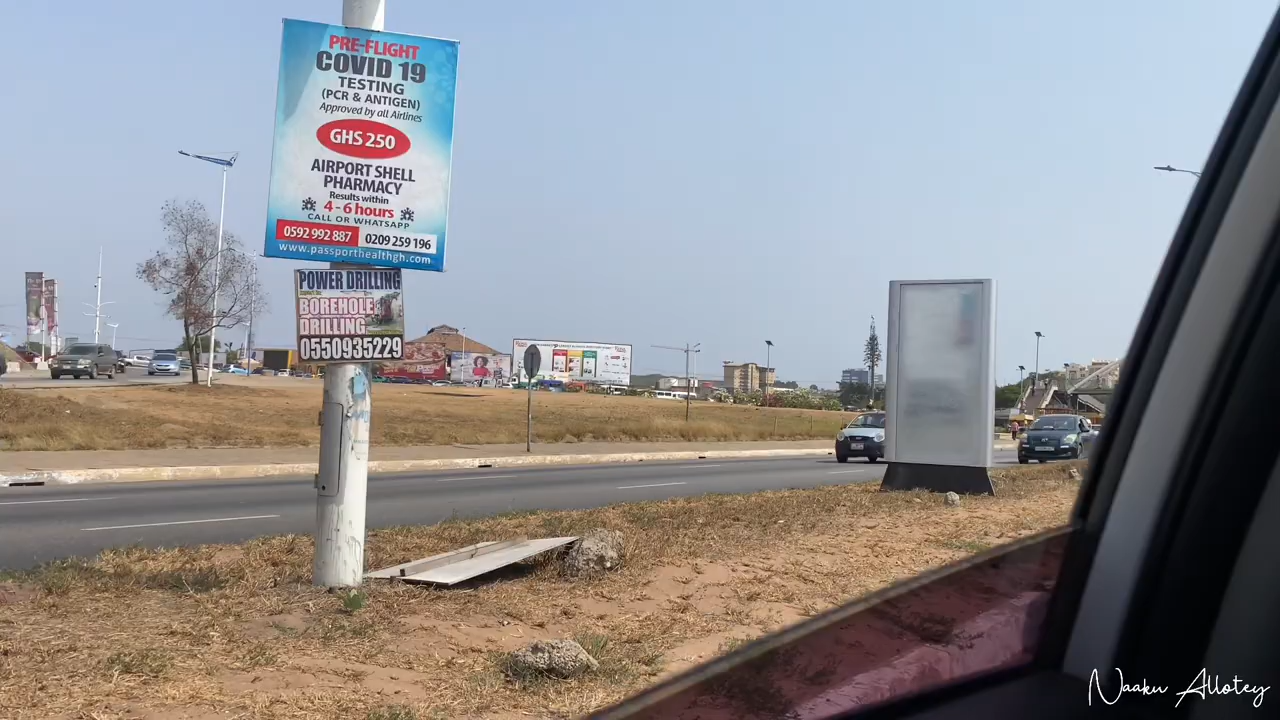 PRE-FLIGHT
COVID 19
TESTING
(PCR & ANTIGEN)
Approved by all Airlines
GHS 250
AIRPORT SHELL
PHARMACY
Results within
4-6 hours
CALL OR WHATSAPP
0592 992 887 0209 259 196
www.passporthealthgh.com
POWER DRILLING
BOREHOLE
DRILLING
0550935229
Naaku Allotey